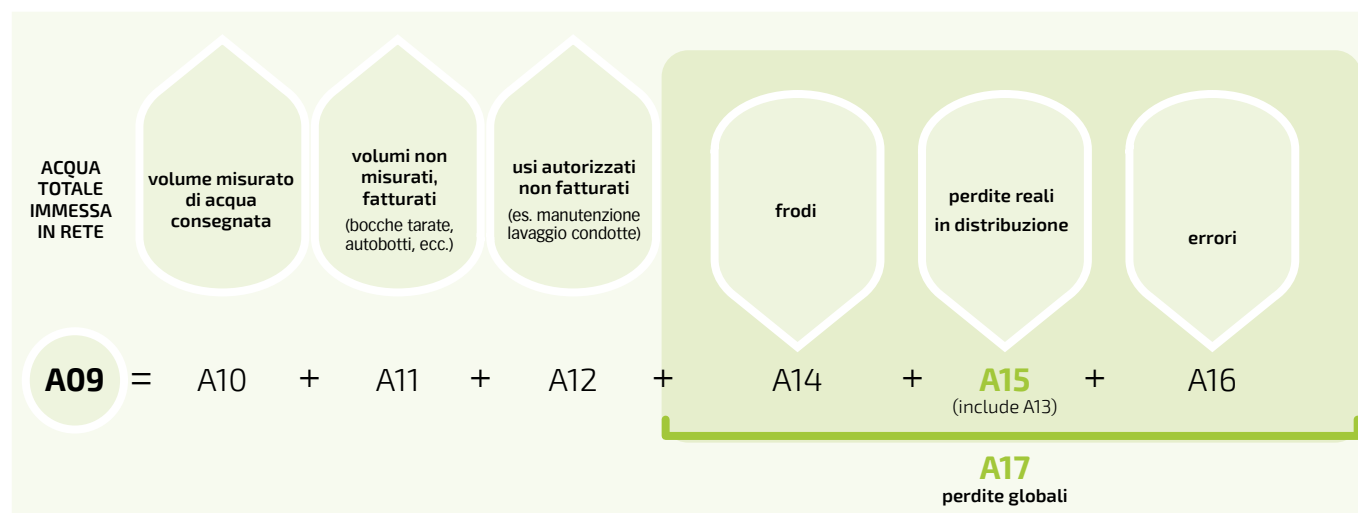 ACQUA
TOTALE
IMMESSA
IN RETE
volume misurato
di acqua
consegnata
volumi non
misurati,
fatturati
(bocche tarate,
autobotti, ecc.)
usi autorizzati
non fatturati
(es. manutenzione
lavaggio condotte)
frodi
perdite reali
in distribuzione
errori
A09 = A10 + A11 + A12 + A14 + A15 + A16
(include A13)
A17
perdite globali